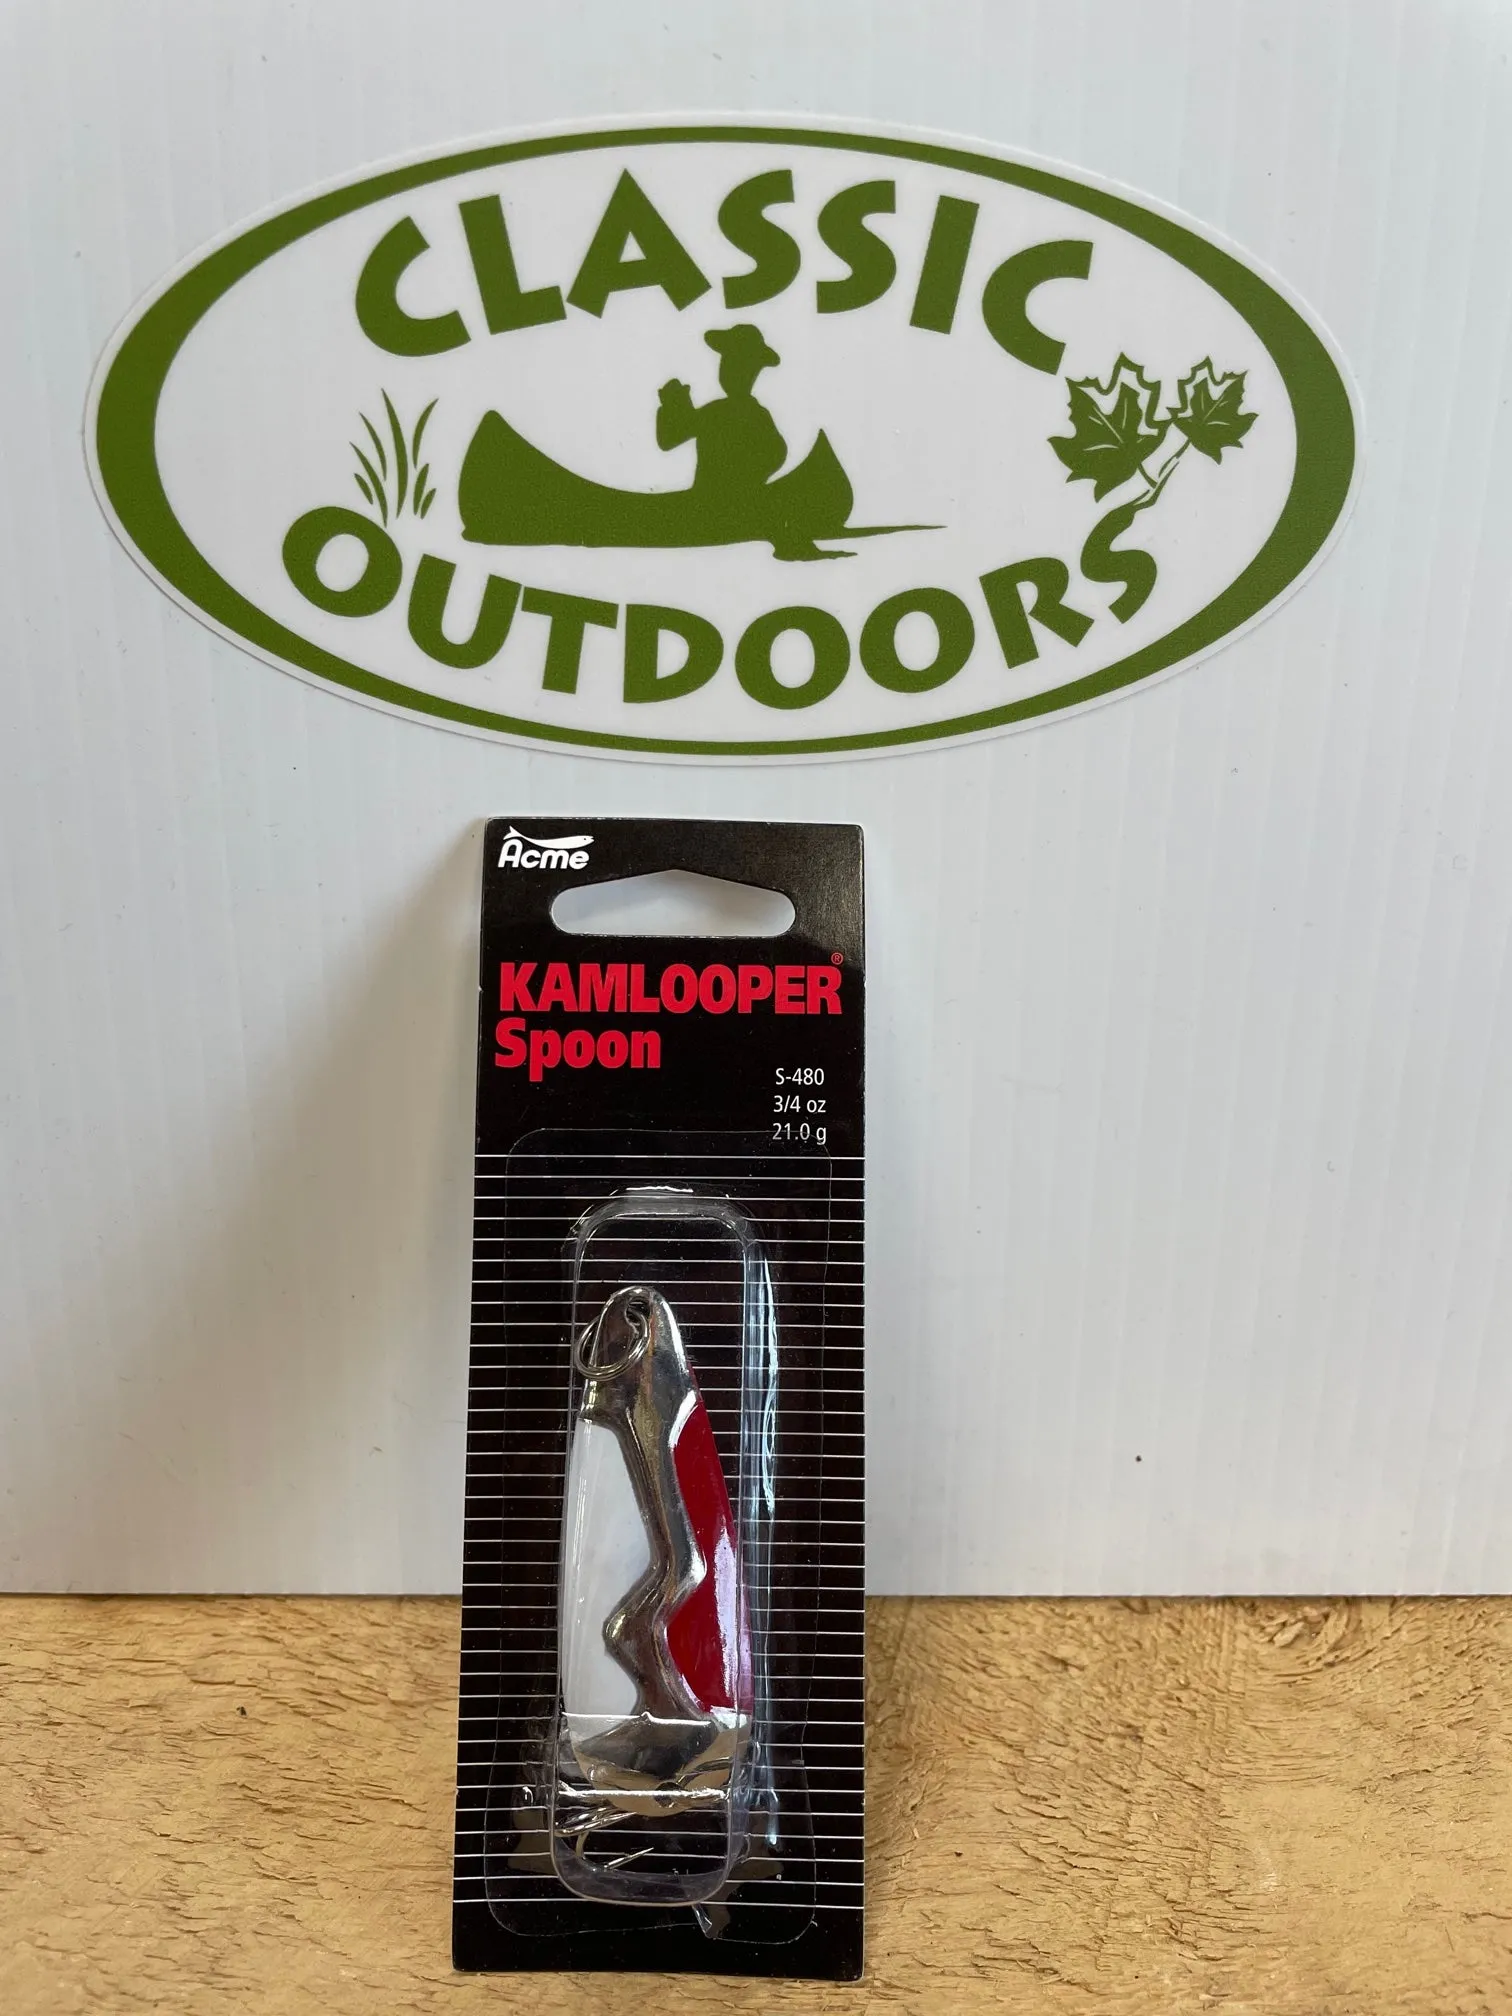 CLASSIC
OUTDOORS
Acme
KAMLOOPER®
Spoon
S-480
3/4 oz
21.0 g